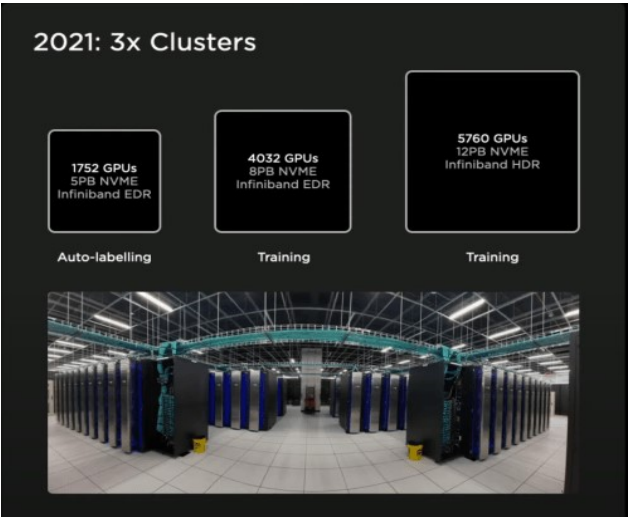 2021: 3x Clusters
1752 GPUs
5PB NVME
Infiniband EDR
Auto-labelling
4032 GPUs
8PB NVME
Infiniband EDR
Training
5760 GPUs
12PB NVME
Infiniband HDR
Training